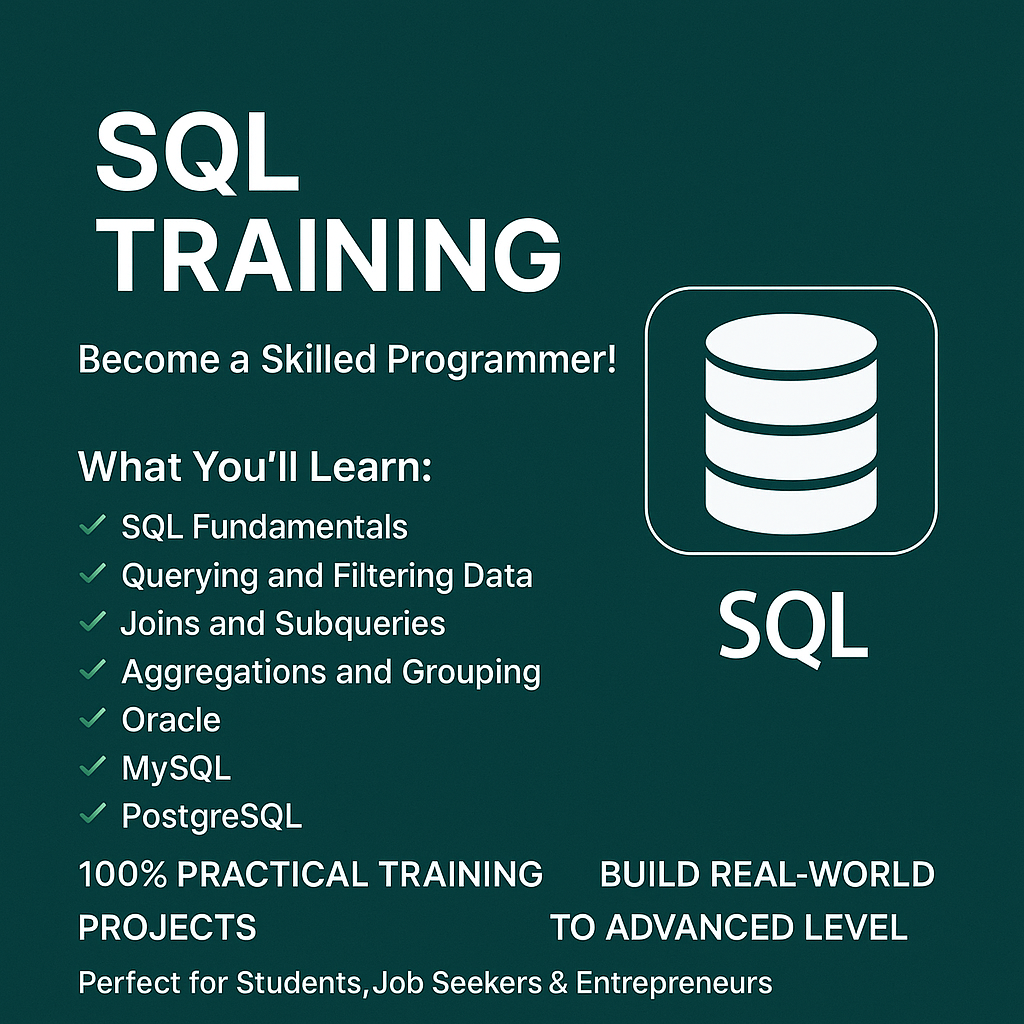 SQL
TRAINING
Become a Skilled Programmer!
What You’ll Learn:
SQL Fundamentals
Querying and Filtering Data
Joins and Subqueries
Aggregations and Grouping
Oracle
MySQL
PostgreSQL
SQL
100% PRACTICAL TRAINING BUILD REAL-WORLD
PROJECTS TO ADVANCED LEVEL
Perfect for Students,Job Seekers & Entrepreneurs